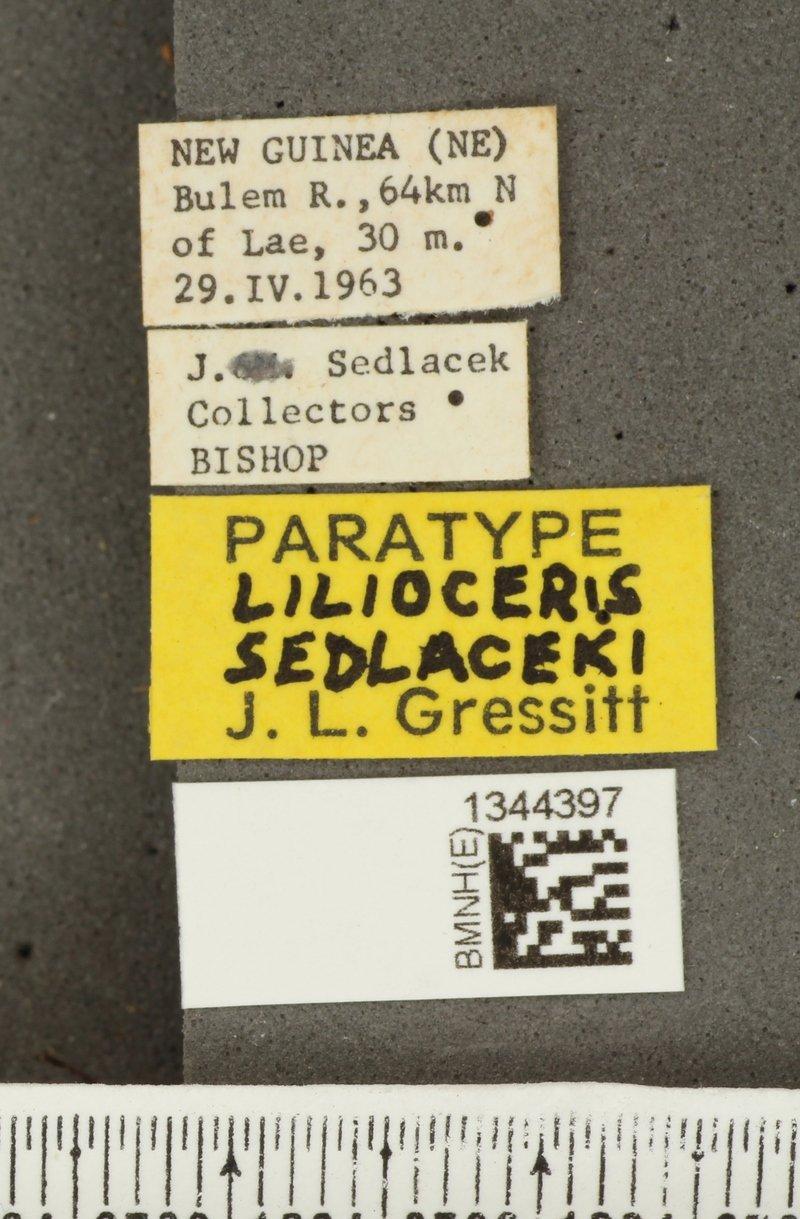 NEW GUINEA (NE)
Bulem R.,64km N
of Lae, 30 m.
29.IV.1963
J. Sedlacek
Collectors
BISHOP
PARATYPE
LILIOCERIS
SEDLACEKI
J. L. Gressitt
1344397
BMNH(E)